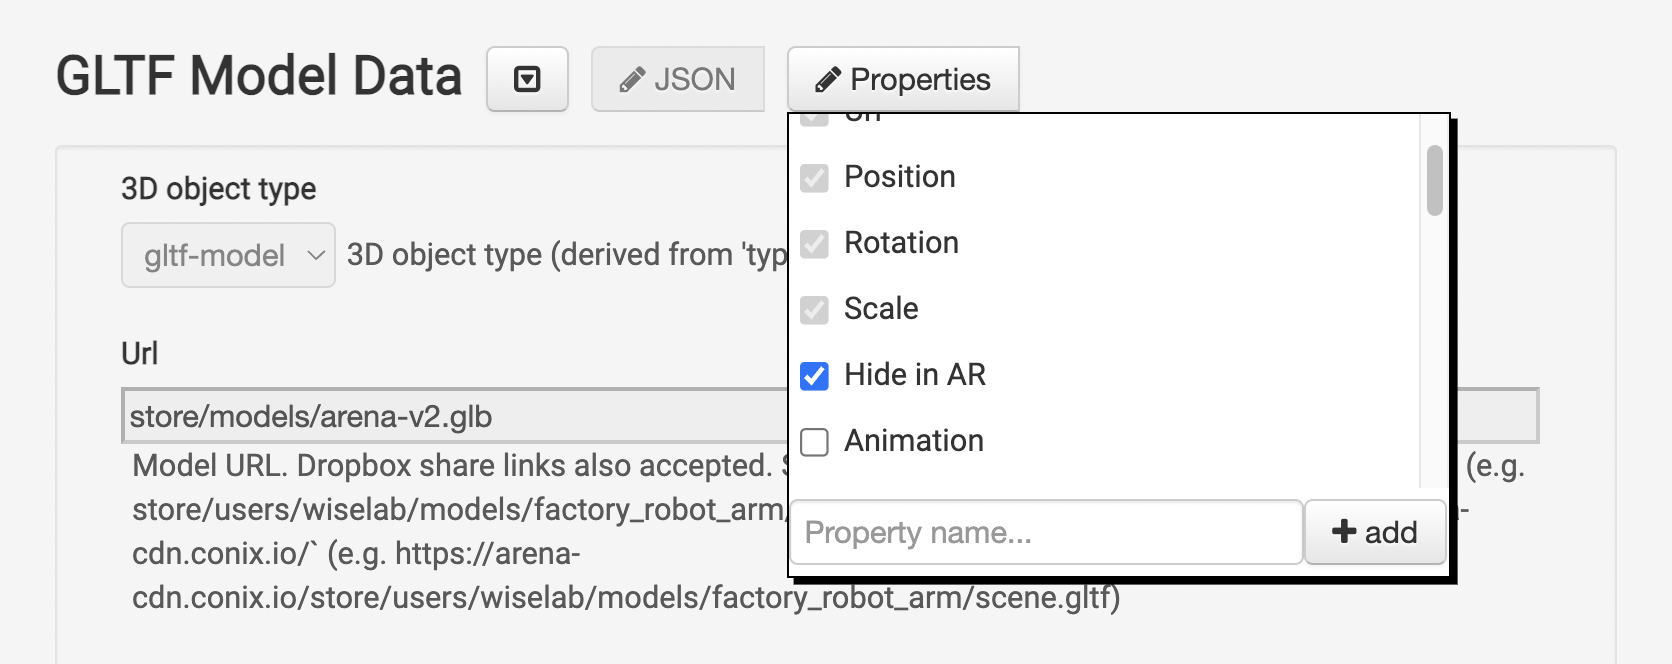 GLTF Model Data
JSON
Properties
3D object type
gltf-model
3D object type (derived from 'typ
Url
store/models/arena-v2.glb
Model URL. Dropbox share links also accepted.
(e.g.
store/users/wiselab/models/factory_robot_arm/
cdn.conix.io/` (e.g. https://arena-
cdn.conix.io/store/users/wiselab/models/factory_robot_arm/scene.gltf)
Position
Rotation
Scale
Hide in AR
Animation
Property name...
add